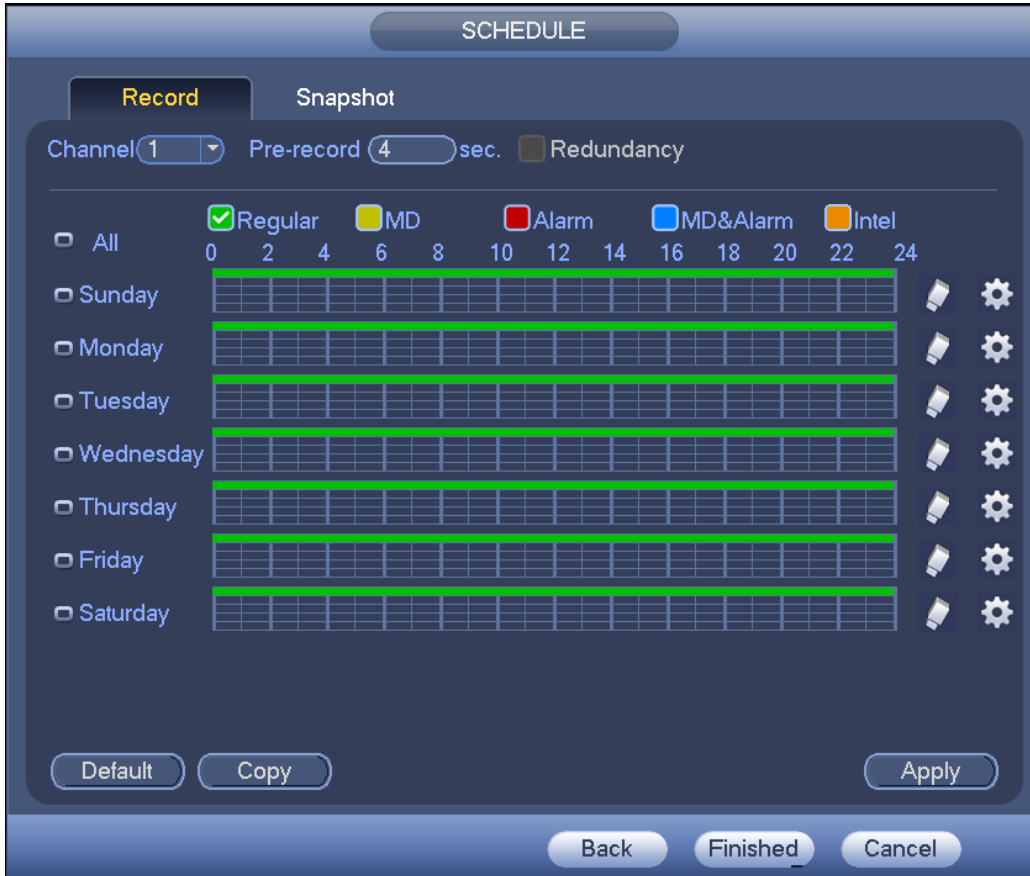 SCHEDULE
Record Snapshot
Channel 1 Pre-record 4 sec. Redundancy
Regular MD Alarm MD&Alarm Intel
All 0 2 4 6 8 10 12 14 16 18 20 22 24
Sunday
Monday
Tuesday
Wednesday
Thursday
Friday
Saturday
Default Copy Apply
Back Finished Cancel